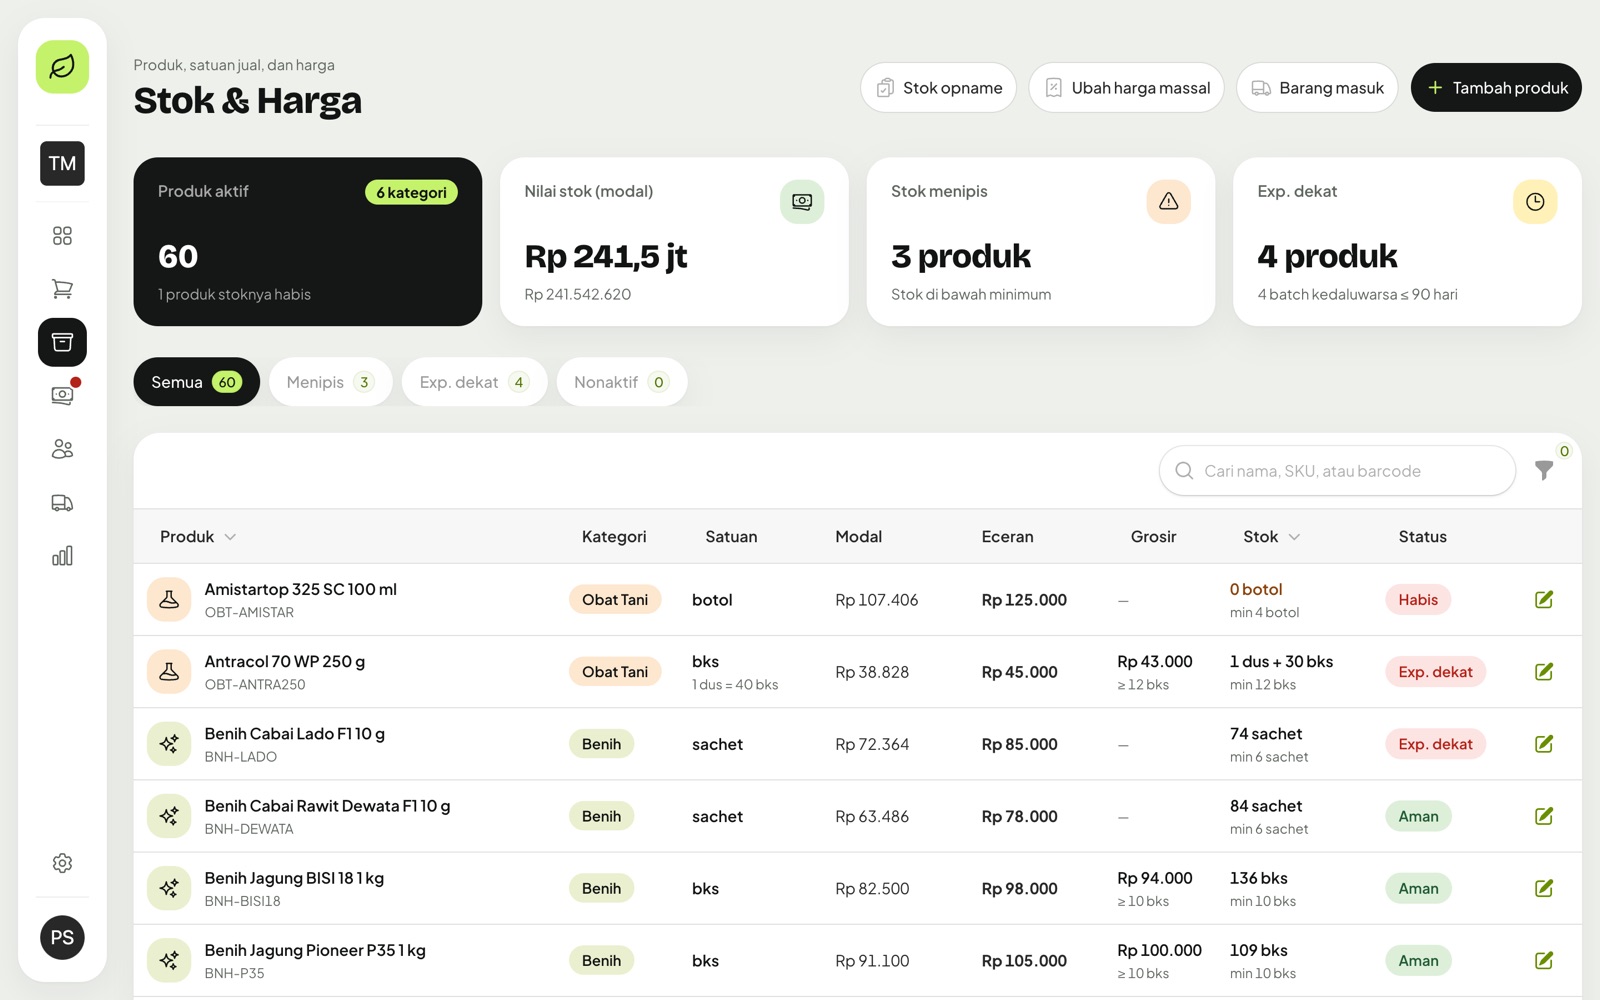 Produk, satuan jual, dan harga
Stok & Harga
Stok opname
Ubah harga massal
Barang masuk
Tambah produk
TM
Produk aktif
6 kategori
60
1 produk stoknya habis
Nilai stok (modal)
Rp 241,5 jt
Rp 241.542.620
Stok menipis
3 produk
Stok di bawah minimum
Exp. dekat
4 produk
4 batch kedaluwarsa ≤ 90 hari
Semua 60
Menipis 3
Exp. dekat 4
Nonaktif 0
Cari nama, SKU, atau barcode
0
Produk Kategori Satuan Modal Eceran Grosir Stok Status
Amistartop 325 SC 100 ml
OBT-AMISTAR
Obat Tani
botol
Rp 107.406
Rp 125.000
–
0 botol
min 4 botol
Habis
Antracol 70 WP 250 g
OBT-ANTRA250
Obat Tani
bks
1 dus = 40 bks
Rp 38.828
Rp 45.000
Rp 43.000
≥ 12 bks
1 dus + 30 bks
min 12 bks
Exp. dekat
Benih Cabai Lado F1 10 g
BNH-LADO
Benih
sachet
Rp 72.364
Rp 85.000
–
74 sachet
min 6 sachet
Exp. dekat
Benih Cabai Rawit Dewata F1 10 g
BNH-DEWATA
Benih
sachet
Rp 63.486
Rp 78.000
–
84 sachet
min 6 sachet
Aman
Benih Jagung BISI 18 1 kg
BNH-BISI18
Benih
bks
Rp 82.500
Rp 98.000
Rp 94.000
≥ 10 bks
136 bks
min 10 bks
Aman
Benih Jagung Pioneer P35 1 kg
BNH-P35
Benih
bks
Rp 91.100
Rp 105.000
Rp 100.000
≥ 10 bks
109 bks
min 10 bks
Aman
PS